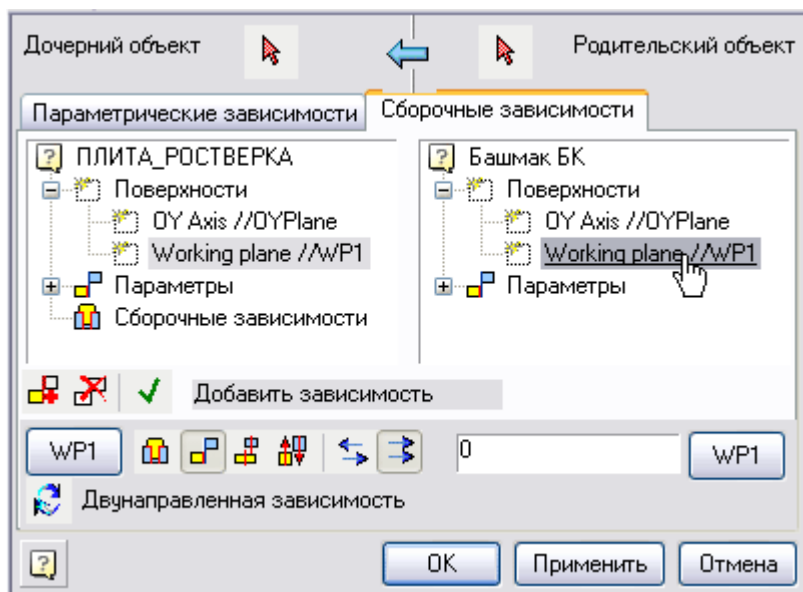 Дочерний объект
Родительский объект
Параметрические зависимости
Сборочные зависимости
ПЛИТА_РОСТВЕРКА
Поверхности
OY Axis //OYPlane
Working plane //WP1
Параметры
Сборочные зависимости
Башмак БК
Поверхности
OY Axis //OYPlane
Working plane //WP1
Параметры
Добавить зависимость
WP1
0
WP1
Двунаправленная зависимость
OK
Применить
Отмена